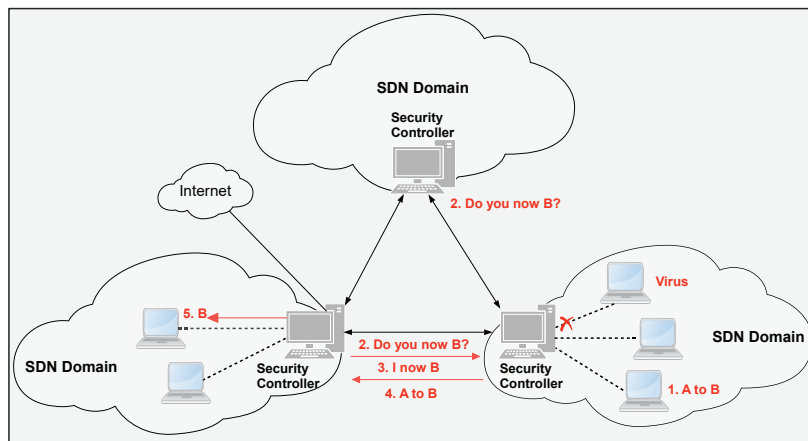 SDN Domain
Security
Controller
Internet
2. Do you now B?
Virus
5. B
SDN Domain
SDN Domain
2. Do you now B?
3. I now B
4. A to B
Security
Controller
Security
Controller
1. A to B